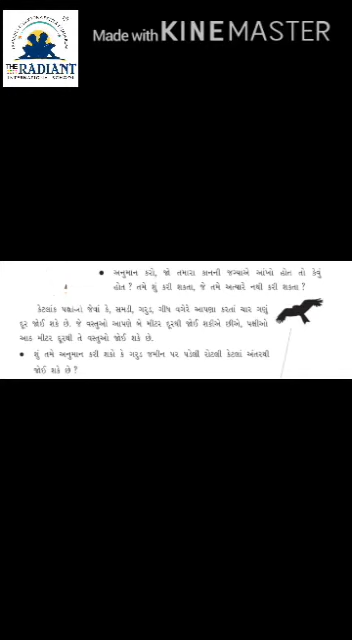 Made with KINEMASTER
THE RADIANT
INTERNATIONAL SCHOOL
• અનુમાન કરો, જો તમારા કાનની જગ્યાએ આંખો હોત તો કેવું
હોત ? તમે શું કરી શકતા, જે તમે અત્યારે નથી કરી શકતા ?
કેટલાંક પક્ષીઓ જેવાં કે, સમડી, ગરુડ, ગીધ વગેરે આપણા કરતાં ચાર ગણું
દૂર જોઈ શકે છે. જે વસ્તુઓ આપણે બે મીટર દૂરથી જોઈ શકીએ છીએ, પક્ષીઓ
આઠ મીટર દૂરથી તે વસ્તુઓ જોઈ શકે છે.
• શું તમે અનુમાન કરી શકો કે ગરુડ જમીન પર પડેલી રોટલી કેટલાં અંતરથી
જોઈ શકે છે ?